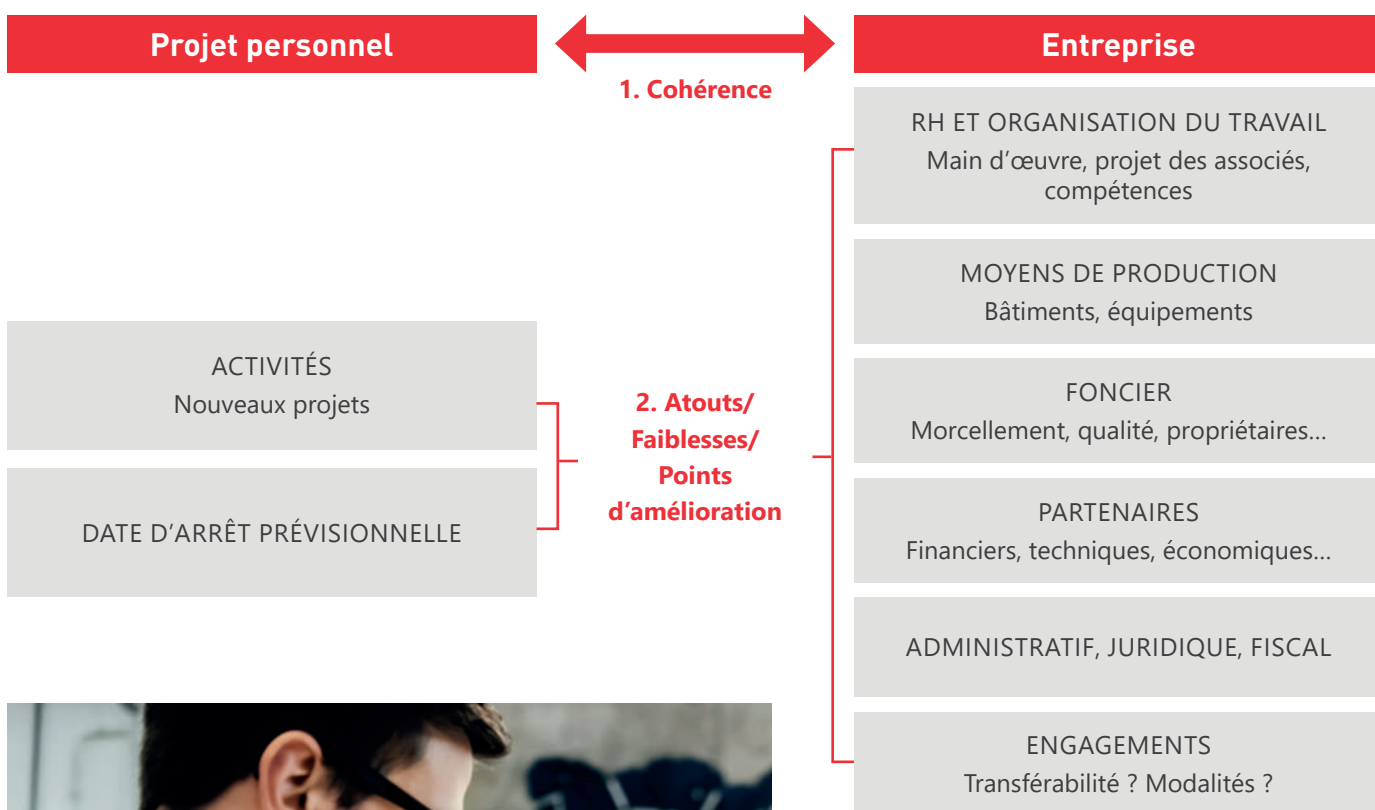 Projet personnel
1. Cohérence
Entreprise
RH ET ORGANISATION DU TRAVAIL
Main d’œuvre, projet des associés,
compétences
MOYENS DE PRODUCTION
Bâtiments, équipements
ACTIVITÉS
Nouveaux projets
DATE D’ARRÊT PRÉVISIONNELLE
2. Atouts/
Faiblesses/
Points
d’amélioration
FONCIER
Morcellement, qualité, propriétaires…
PARTENAIRES
Financiers, techniques, économiques…
ADMINISTRATIF, JURIDIQUE, FISCAL
ENGAGEMENTS
Transférabilité ? Modalités ?